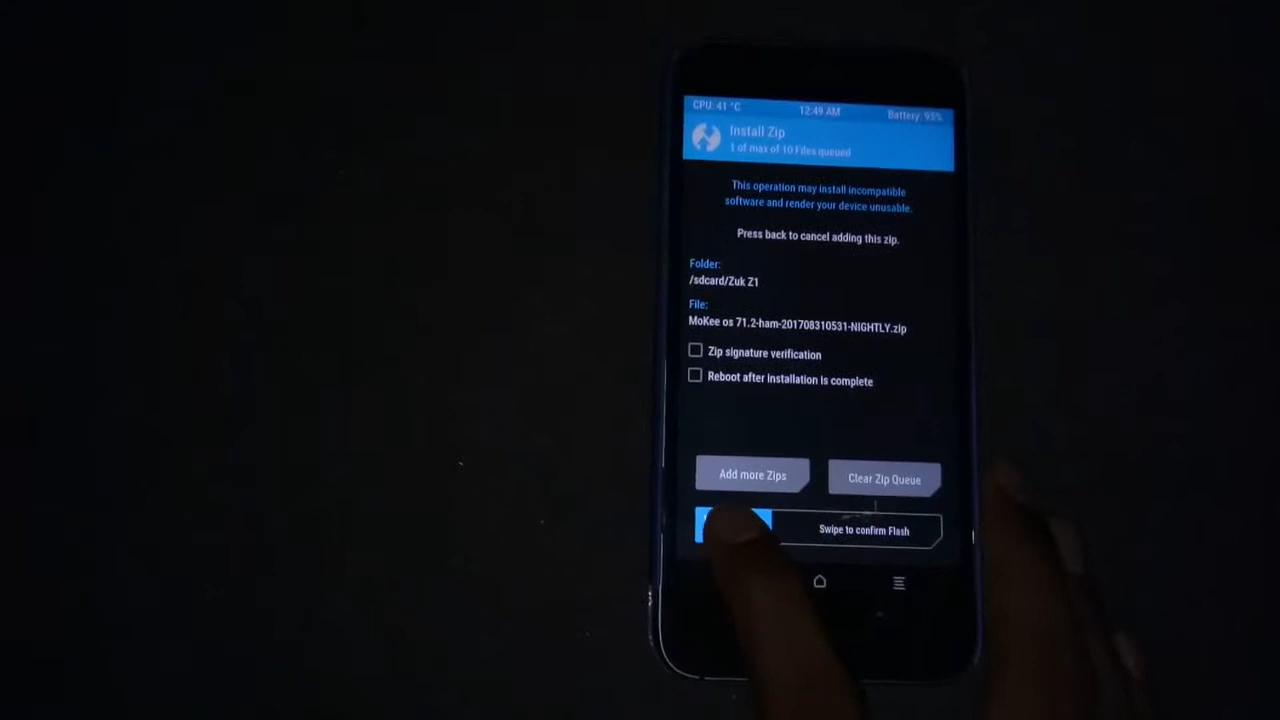 CPU: 41 °C 12:49 AM Battery: 95%
Install Zip
1 of max of 10 Files queued
This operation may install incompatible
software and render your device unusable.
Press back to cancel adding this zip.
Folder:
/sdcard/Zuk Z1
File:
MoKee os 71.2-ham-201708310531-NIGHTLY.zip
Zip signature verification
Reboot after installation is complete
Add more Zips Clear Zip Queue
Swipe to confirm Flash